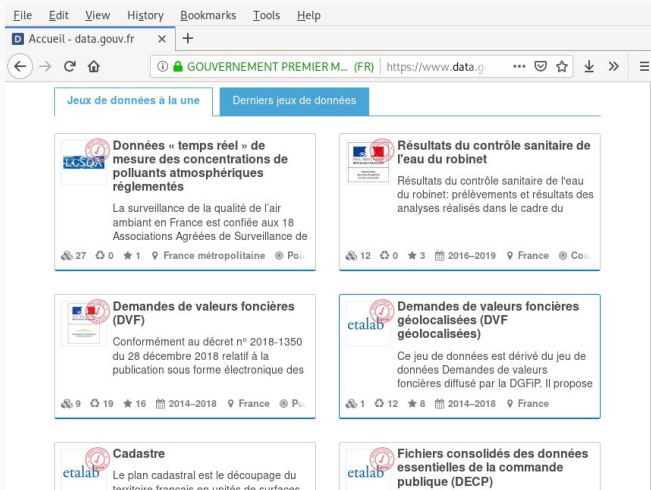 File Edit View History Bookmarks Tools Help
Accueil - data.gouv.fr × +
GOUVERNEMENT PREMIER M... (FR) https://www.data.g
Jeux de données à la une Derniers jeux de données
LCSQA
Données « temps réel » de
mesure des concentrations de
polluants atmosphériques
réglementés
La surveillance de la qualité de l'air
ambiant en France est confiée aux 18
Associations Agréées de Surveillance de
27 0 1 France métropolitaine Po...
Résultats du contrôle sanitaire de
l'eau du robinet
Résultats du contrôle sanitaire de l'eau
du robinet: prélèvements et résultats des
analyses réalisés dans le cadre du
12 0 3 2016–2019 France Co...
Demandes de valeurs foncières
(DVF)
Conformément au décret n° 2018-1350
du 28 décembre 2018 relatif à la
publication sous forme électronique des
9 19 16 2014–2018 France P...
etalab
Demandes de valeurs foncières
géolocalisées (DVF
géolocalisées)
Ce jeu de données est dérivé du jeu de
données Demandes de valeurs
foncières diffusé par la DGFiP. Il propose
1 12 8 2014–2018 France
etalab
Cadastre
Le plan cadastral est le découpage du
territoire français en unités de surfaces
etalab
Fichiers consolidés des données
essentielles de la commande
publique (DECP)